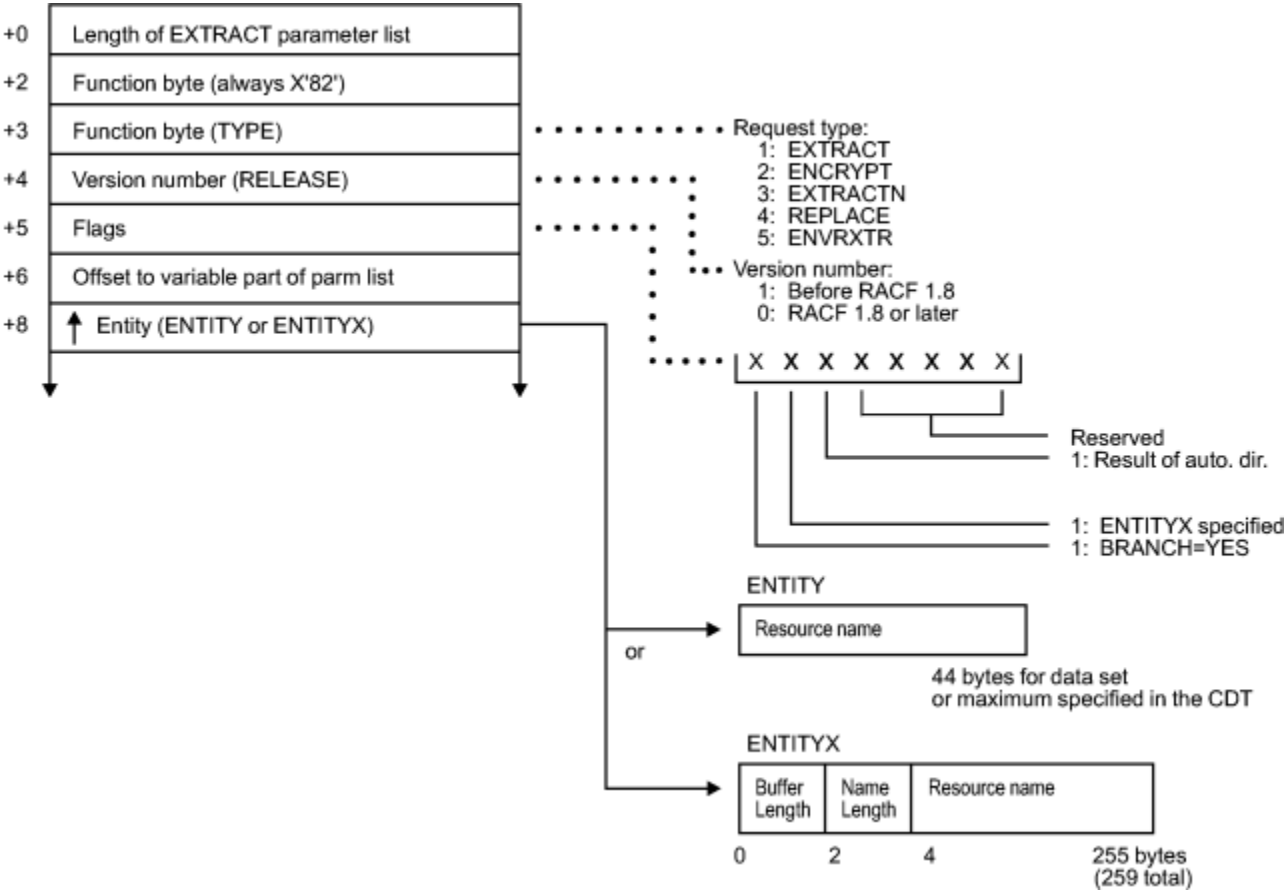 +0 Length of EXTRACT parameter list
+2 Function byte (always X'82')
+3 Function byte (TYPE)
+4 Version number (RELEASE)
+5 Flags
+6 Offset to variable part of parm list
+8 Entity (ENTITY or ENTITYX)
Request type:
1: EXTRACT
2: ENCRYPT
3: EXTRACTN
4: REPLACE
5: ENVRXTR
Version number:
1: Before RACF 1.8
0: RACF 1.8 or later
X X X X X X X X
Reserved
1: Result of auto. dir.
1: ENTITYX specified
1: BRANCH=YES
ENTITY
Resource name
or
44 bytes for data set
or maximum specified in the CDT
ENTITYX
Buffer
Length
Name
Length
Resource name
0 2 4 255 bytes
(259 total)